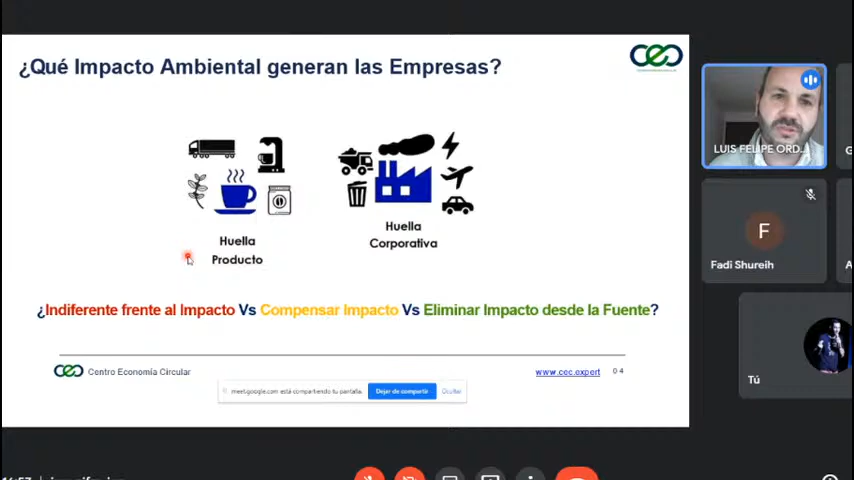 ¿Qué Impacto Ambiental generan las Empresas?
cec
LUIS FELIPE ORD...
G
Huella
Producto
Huella
Corporativa
F
Fadi Shureih
A
¿Indiferente frente al Impacto Vs Compensar Impacto Vs Eliminar Impacto desde la Fuente?
cec Centro Economía Circular
www.cec.expert 04
meet.google.com está compartiendo tu pantalla.
Dejar de compartir
Ocultar
Tú